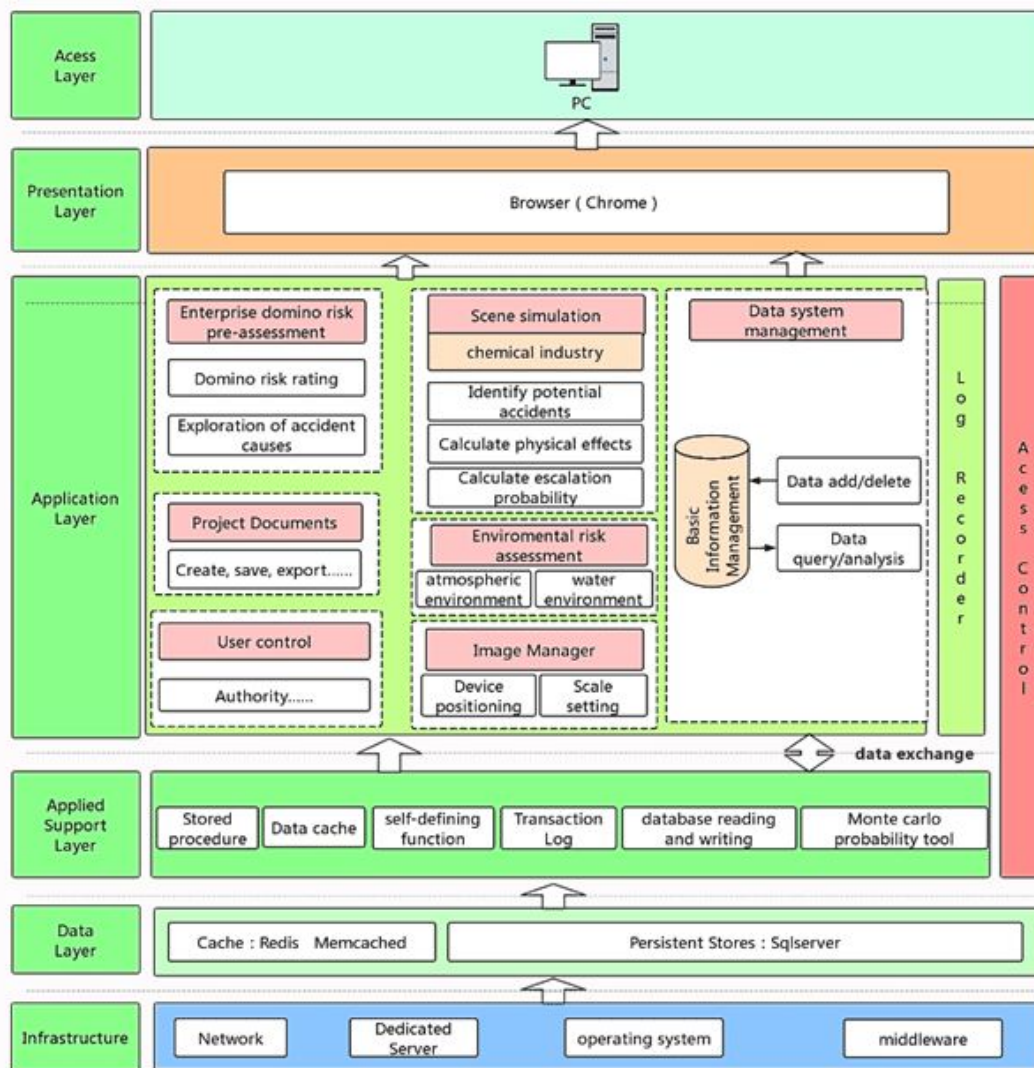 Acess
Layer
PC
Presentation
Layer
Browser ( Chrome )
Application
Layer
Enterprise domino risk
pre-assessment
Domino risk rating
Exploration of accident
causes
Project Documents
Create, save, export......
User control
Authority......
Scene simulation
chemical industry
Identify potential
accidents
Calculate physical effects
Calculate escalation
probability
Enviromental risk
assessment
atmospheric
environment
water
environment
Image Manager
Device
positioning
Scale
setting
Data system
management
Basic
Information
Management
Data add/delete
Data
query/analysis
Log Recorder
Acess Control
data exchange
Applied
Support
Layer
Stored
procedure
Data cache
self-defining
function
Transaction
Log
database reading
and writing
Monte carlo
probability tool
Data
Layer
Cache : Redis Memcached
Persistent Stores : Sqlserver
Infrastructure
Network
Dedicated
Server
operating system
middleware